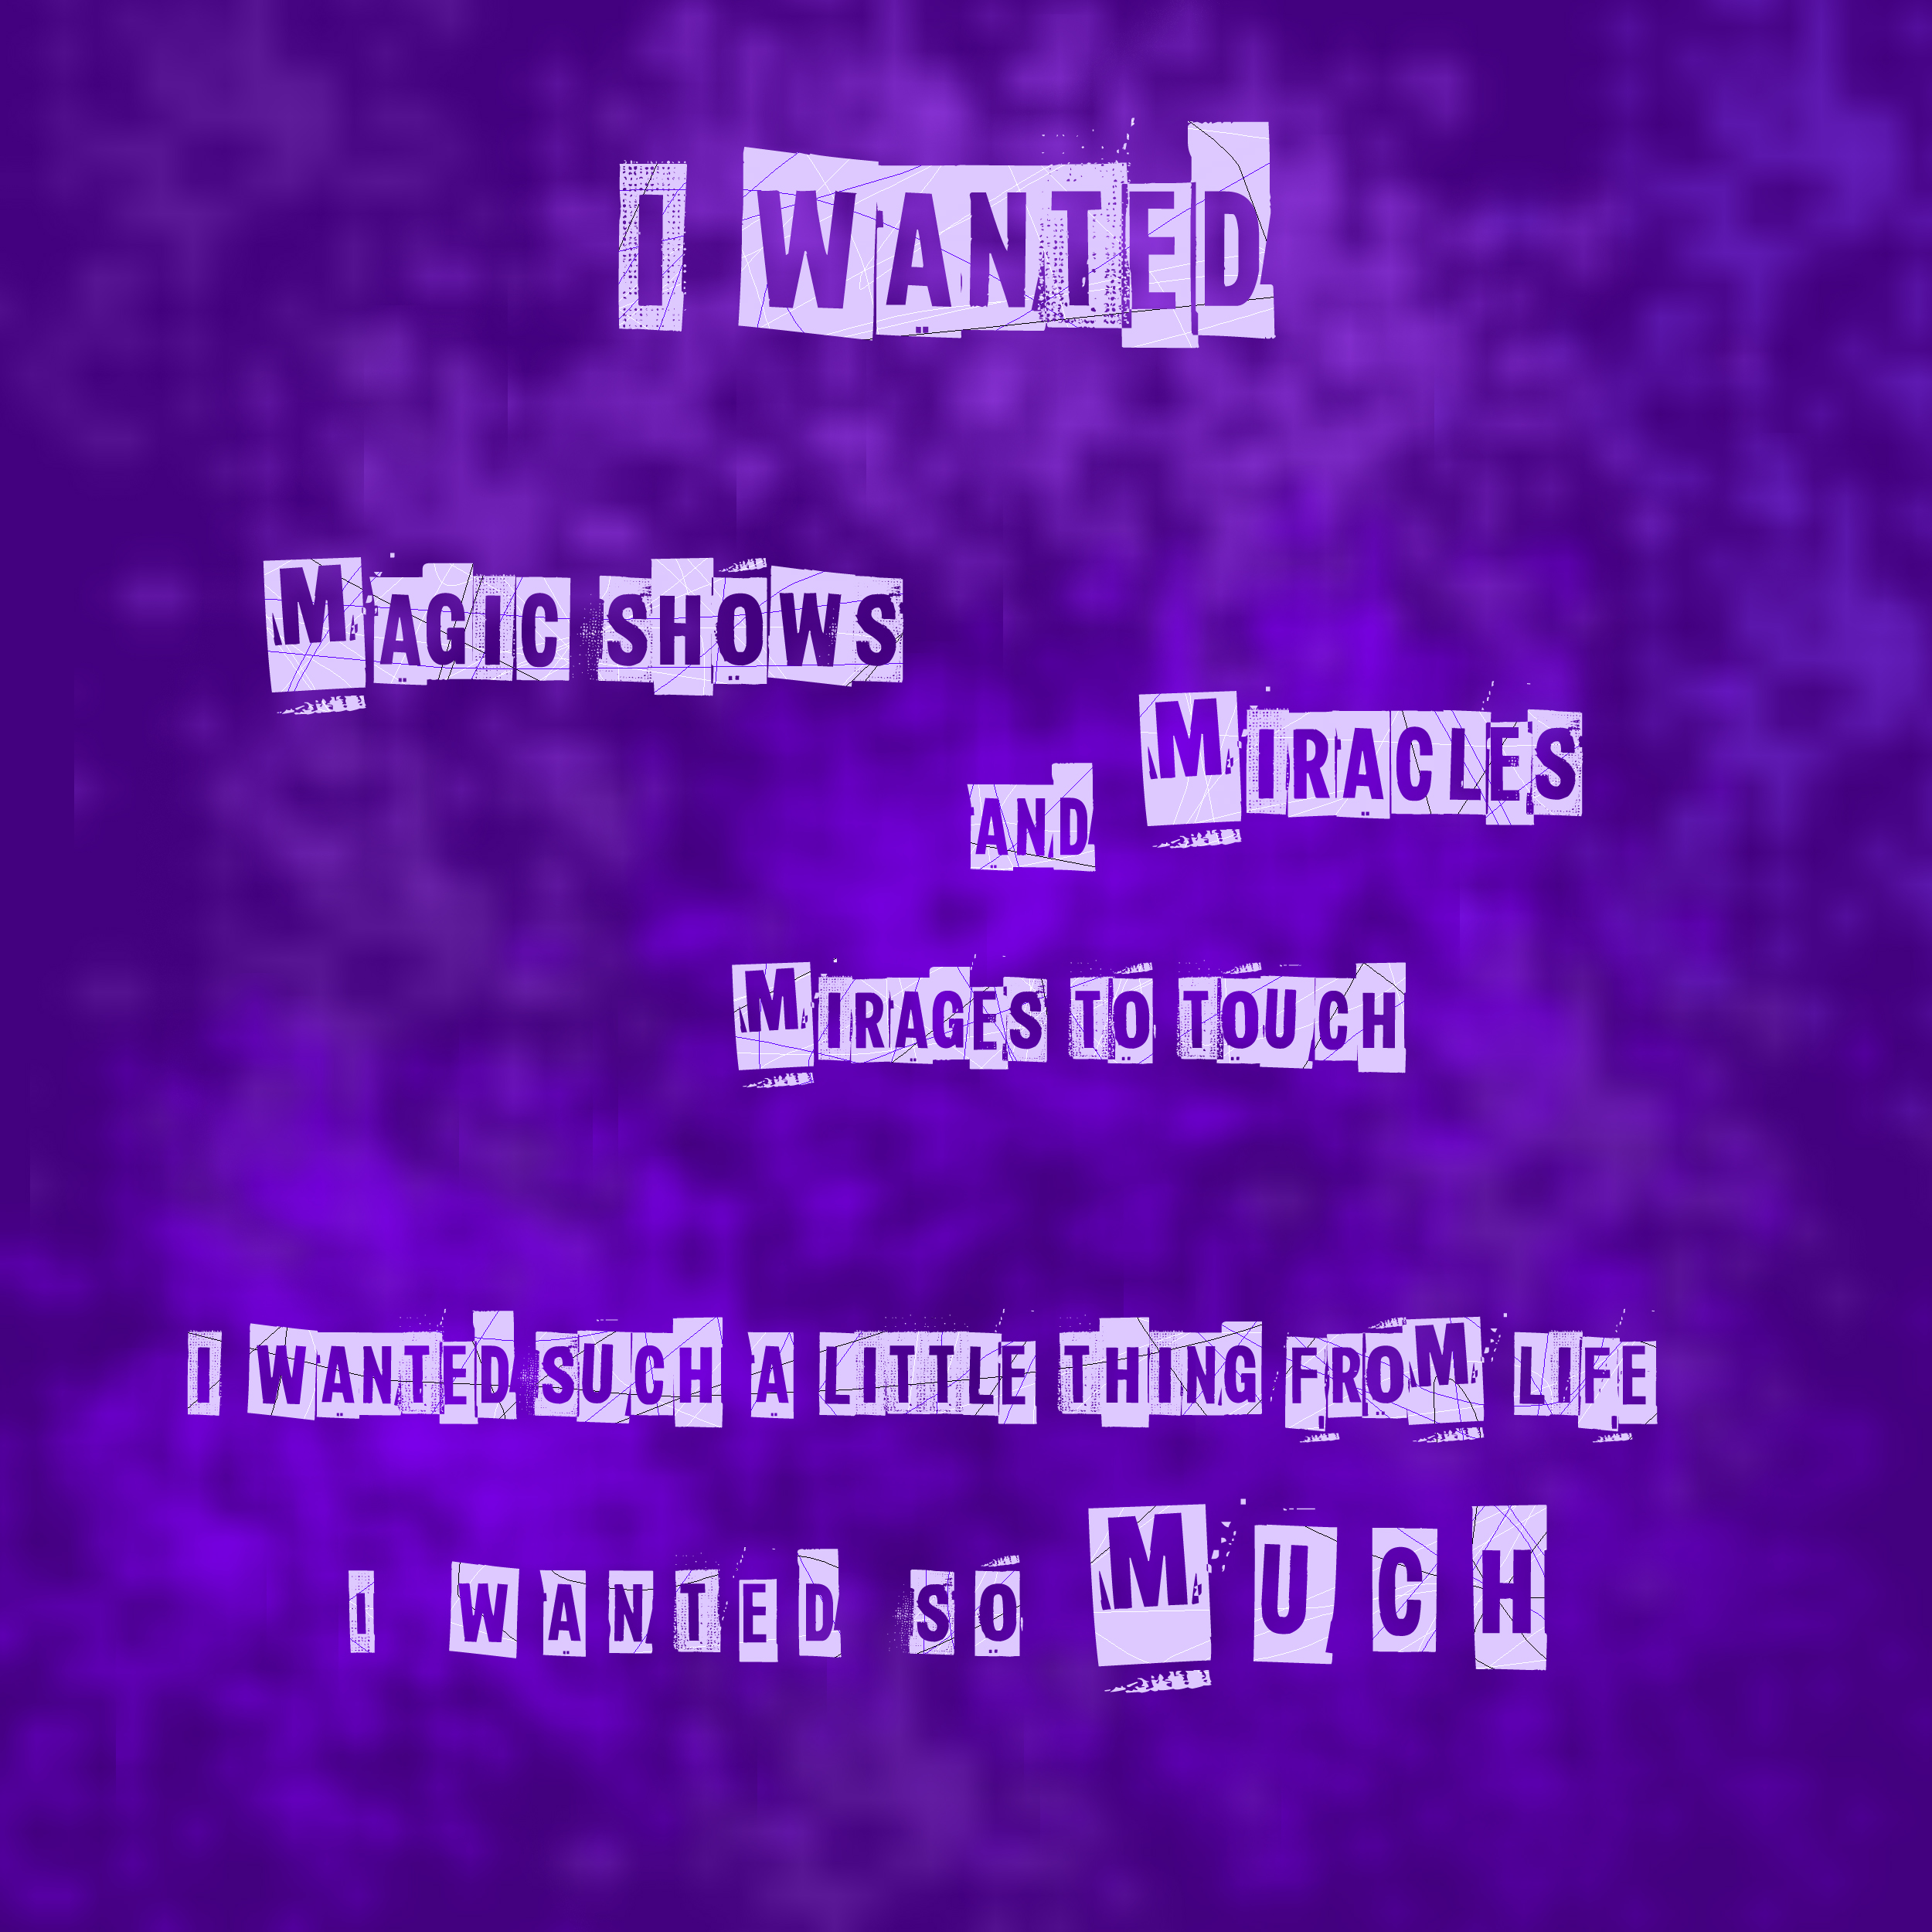 I WANTED
MAGIC SHOWS
AND MIRACLES
MIRAGES TO TOUCH
I WANTED SUCH A LITTLE THING FROM LIFE
I WANTED SO MUCH